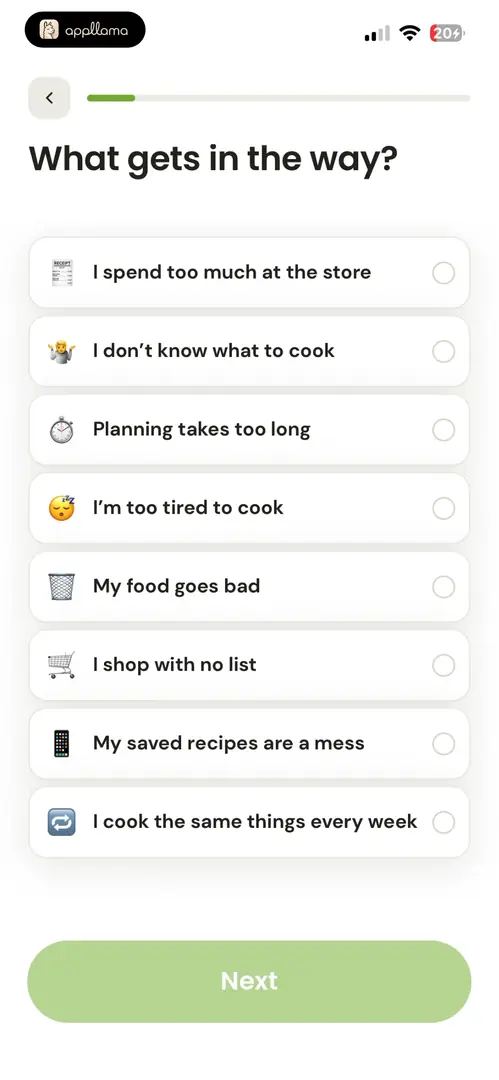 appllama
20
What gets in the way?
RECEIPT
I spend too much at the store
I don’t know what to cook
Planning takes too long
I’m too tired to cook
My food goes bad
I shop with no list
My saved recipes are a mess
I cook the same things every week
Next